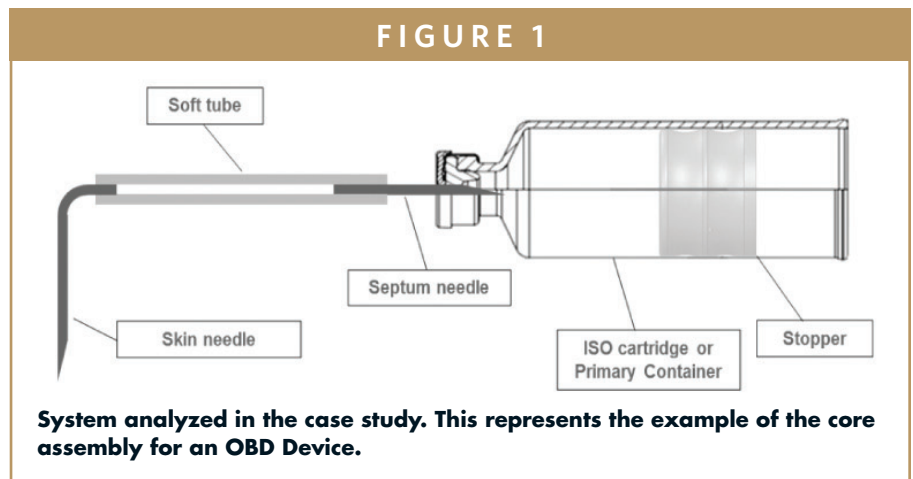 FIGURE 1
Soft tube
Septum needle
Skin needle
ISO cartridge or
Primary Container
Stopper
System analyzed in the case study. This represents the example of the core
assembly for an OBD Device.